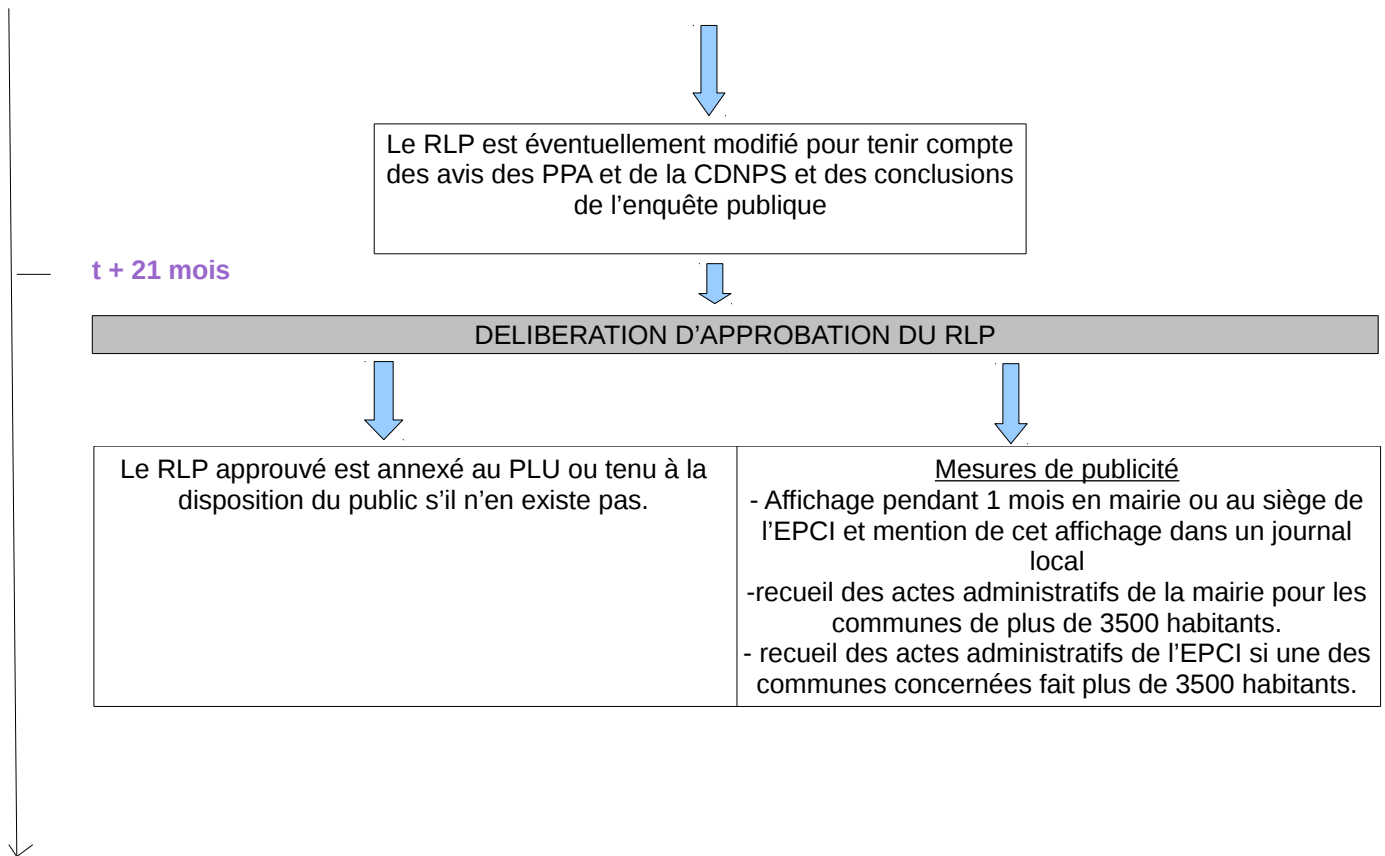 Le RLP est éventuellement modifié pour tenir compte
des avis des PPA et de la CDNPS et des conclusions
de l’enquête publique
t + 21 mois
DELIBERATION D’APPROBATION DU RLP
Le RLP approuvé est annexé au PLU ou tenu à la
disposition du public s’il n’en existe pas.
Mesures de publicité
- Affichage pendant 1 mois en mairie ou au siège de
l’EPCI et mention de cet affichage dans un journal
local
-recueil des actes administratifs de la mairie pour les
communes de plus de 3500 habitants.
- recueil des actes administratifs de l’EPCI si une des
communes concernées fait plus de 3500 habitants.